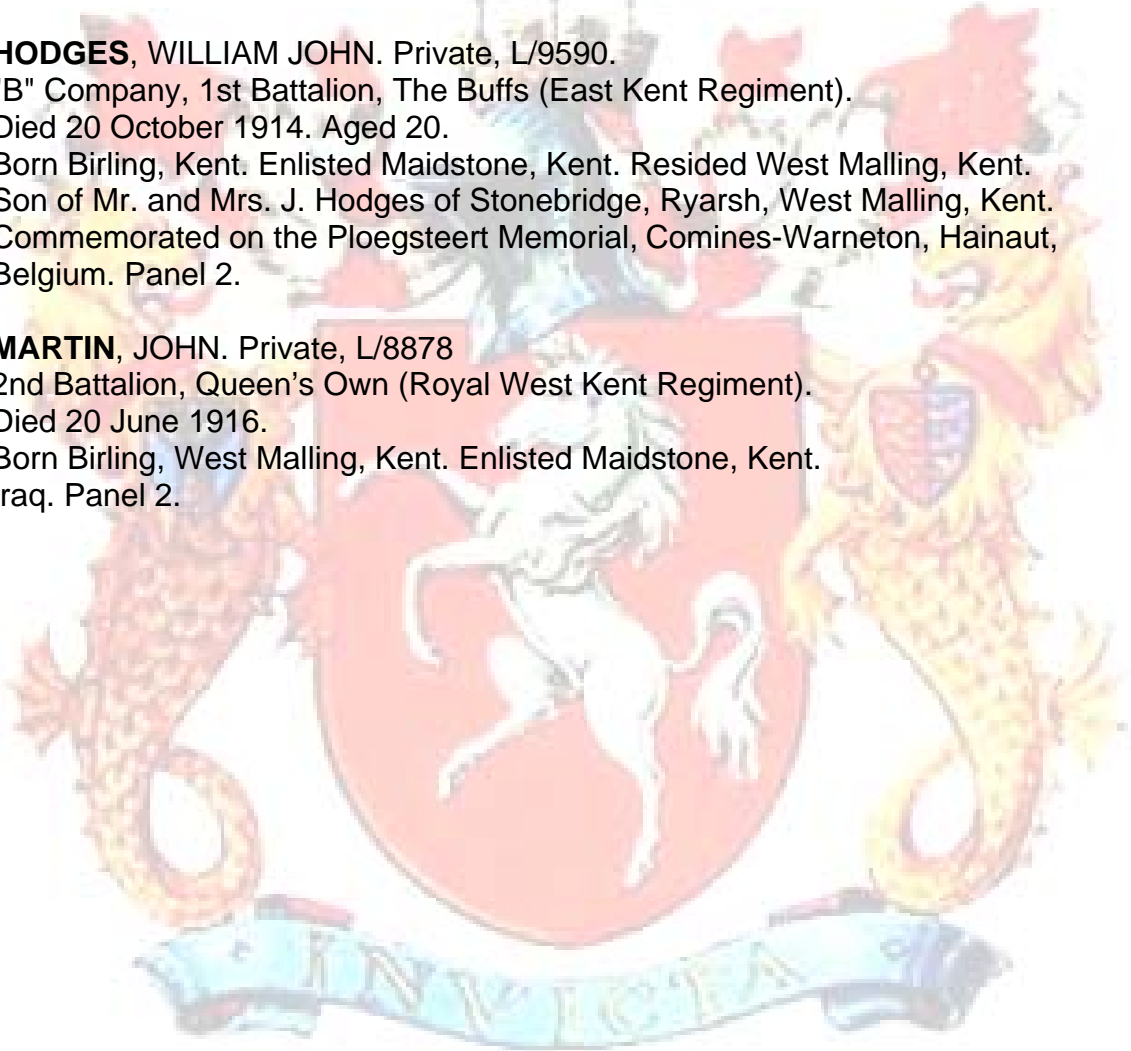 HODGES, WILLIAM JOHN. Private, L/9590.
"B" Company, 1st Battalion, The Buffs (East Kent Regiment).
Died 20 October 1914. Aged 20.
Born Birling, Kent. Enlisted Maidstone, Kent. Resided West Malling, Kent.
Son of Mr. and Mrs. J. Hodges of Stonebridge, Ryarsh, West Malling, Kent.
Commemorated on the Ploegsteert Memorial, Comines-Warneton, Hainaut,
Belgium. Panel 2.
MARTIN, JOHN. Private, L/8878
2nd Battalion, Queen’s Own (Royal West Kent Regiment).
Died 20 June 1916.
Born Birling, West Malling, Kent. Enlisted Maidstone, Kent.
Iraq. Panel 2.
INVICTA